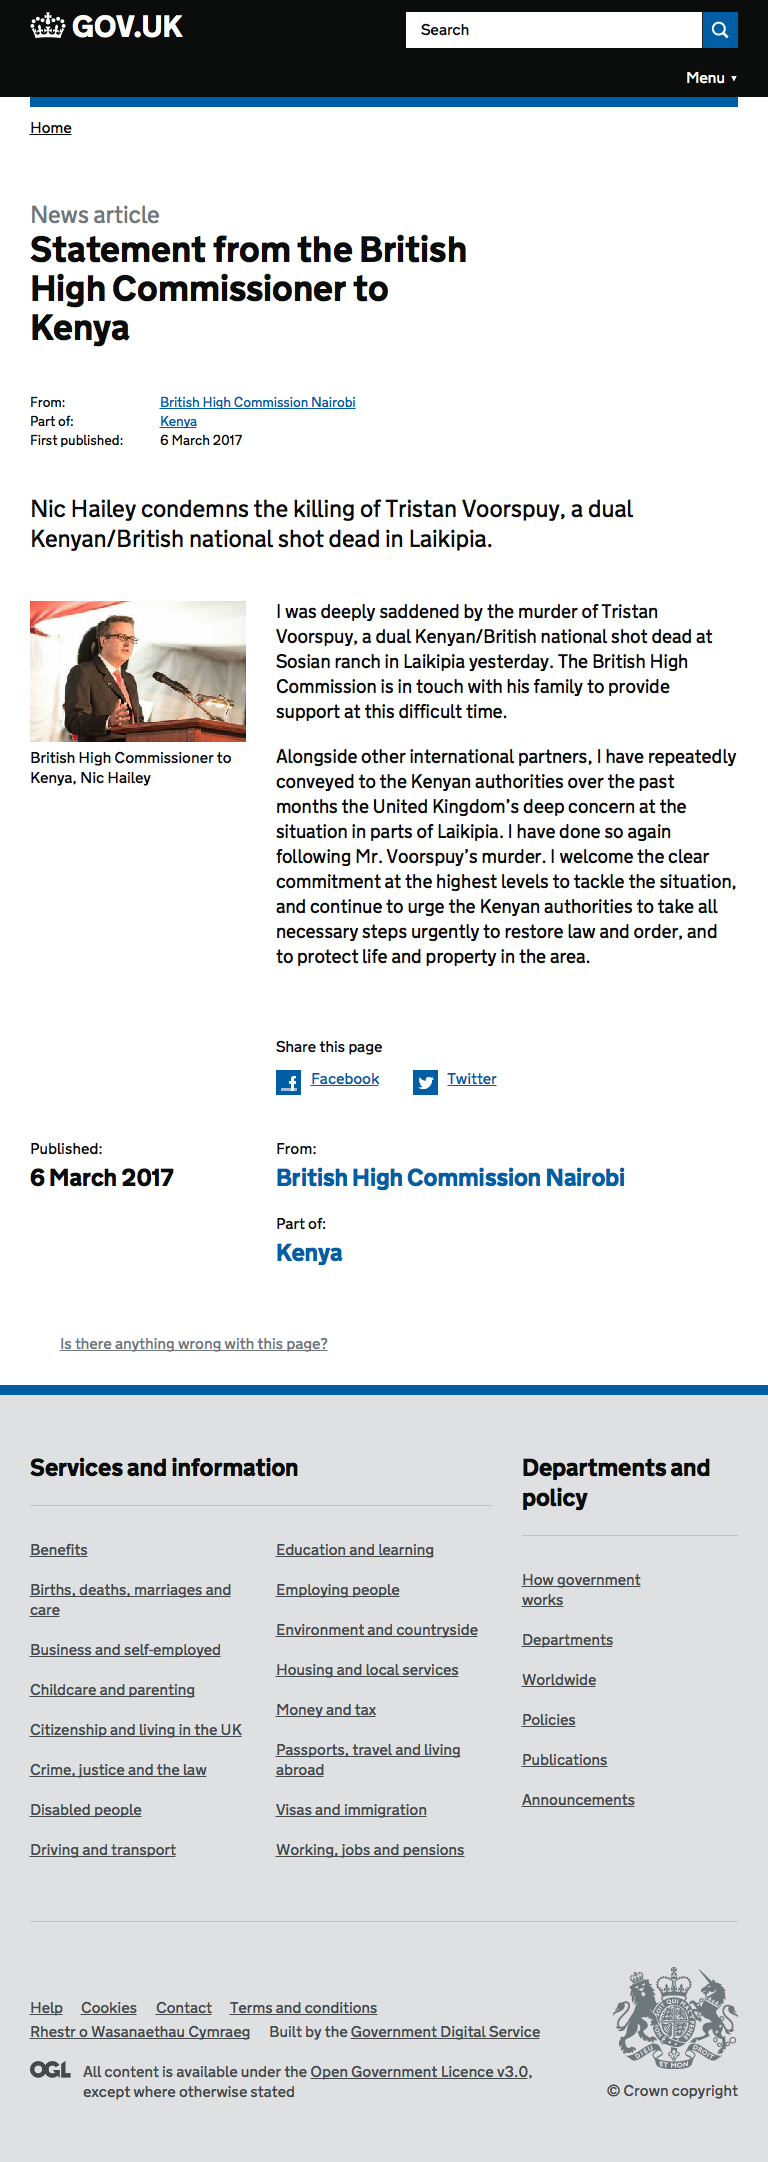 GOV.UK
Search
Menu ▼
Home
News article
Statement from the British
High Commissioner to
Kenya
From: British High Commission Nairobi
Part of: Kenya
First published: 6 March 2017
Nic Hailey condemns the killing of Tristan Voorspuy, a dual
Kenyan/British national shot dead in Laikipia.
British High Commissioner to
Kenya, Nic Hailey
I was deeply saddened by the murder of Tristan
Voorspuy, a dual Kenyan/British national shot dead at
Sosian ranch in Laikipia yesterday. The British High
Commission is in touch with his family to provide
support at this difficult time.
Alongside other international partners, I have repeatedly
conveyed to the Kenyan authorities over the past
months the United Kingdom’s deep concern at the
situation in parts of Laikipia. I have done so again
following Mr. Voorspuy’s murder. I welcome the clear
commitment at the highest levels to tackle the situation,
and continue to urge the Kenyan authorities to take all
necessary steps urgently to restore law and order, and
to protect life and property in the area.
Share this page
Facebook Twitter
Published:
6 March 2017
From:
British High Commission Nairobi
Part of:
Kenya
Is there anything wrong with this page?
Services and information
Benefits
Births, deaths, marriages and
care
Business and self-employed
Childcare and parenting
Citizenship and living in the UK
Crime, justice and the law
Disabled people
Driving and transport
Education and learning
Employing people
Environment and countryside
Housing and local services
Money and tax
Passports, travel and living
abroad
Visas and immigration
Working, jobs and pensions
Departments and
policy
How government
works
Departments
Worldwide
Policies
Publications
Announcements
Help Cookies Contact Terms and conditions
Rhestr o Wasanaethau Cymraeg Built by the Government Digital Service
OGL All content is available under the Open Government Licence v3.0,
except where otherwise stated
DIEU ET MON DROIT
© Crown copyright